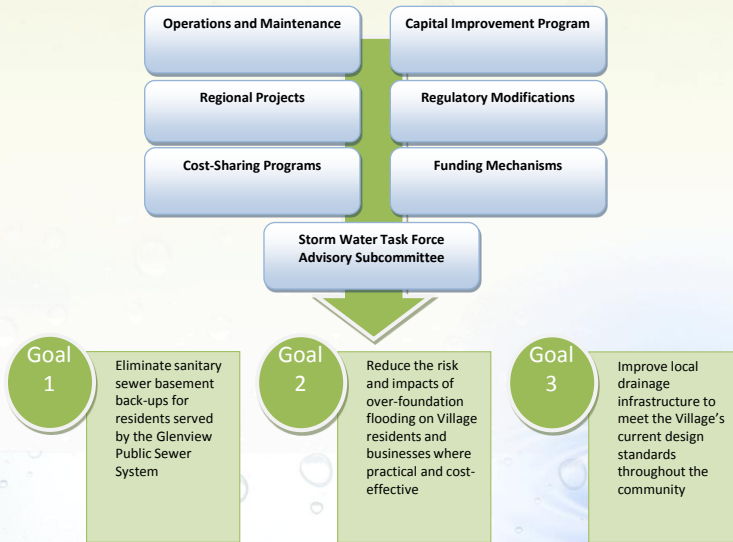 Operations and Maintenance
Capital Improvement Program
Regional Projects
Regulatory Modifications
Cost-Sharing Programs
Funding Mechanisms
Storm Water Task Force
Advisory Subcommittee
Goal
1
Eliminate sanitary
sewer basement
back-ups for
residents served
by the Glenview
Public Sewer
System
Goal
2
Reduce the risk
and impacts of
over-foundation
flooding on Village
residents and
businesses where
practical and cost-
effective
Goal
3
Improve local
drainage
infrastructure to
meet the Village’s
current design
standards
throughout the
community